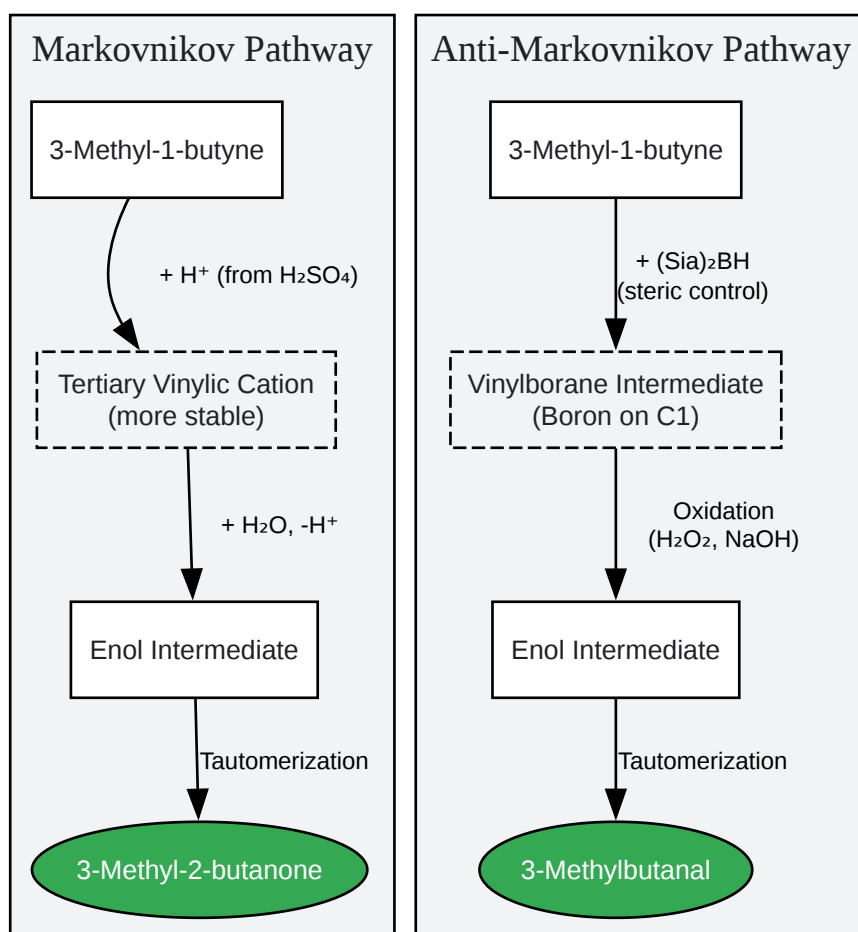 Markovnikov Pathway
3-Methyl-1-butyne
+ H⁺ (from H₂SO₄)
Tertiary Vinylic Cation
(more stable)
+ H₂O, -H⁺
Enol Intermediate
Tautomerization
3-Methyl-2-butanone
Anti-Markovnikov Pathway
3-Methyl-1-butyne
+ (Sia)₂BH
(steric control)
Vinylborane Intermediate
(Boron on C1)
Oxidation
(H₂O₂, NaOH)
Enol Intermediate
Tautomerization
3-Methylbutanal